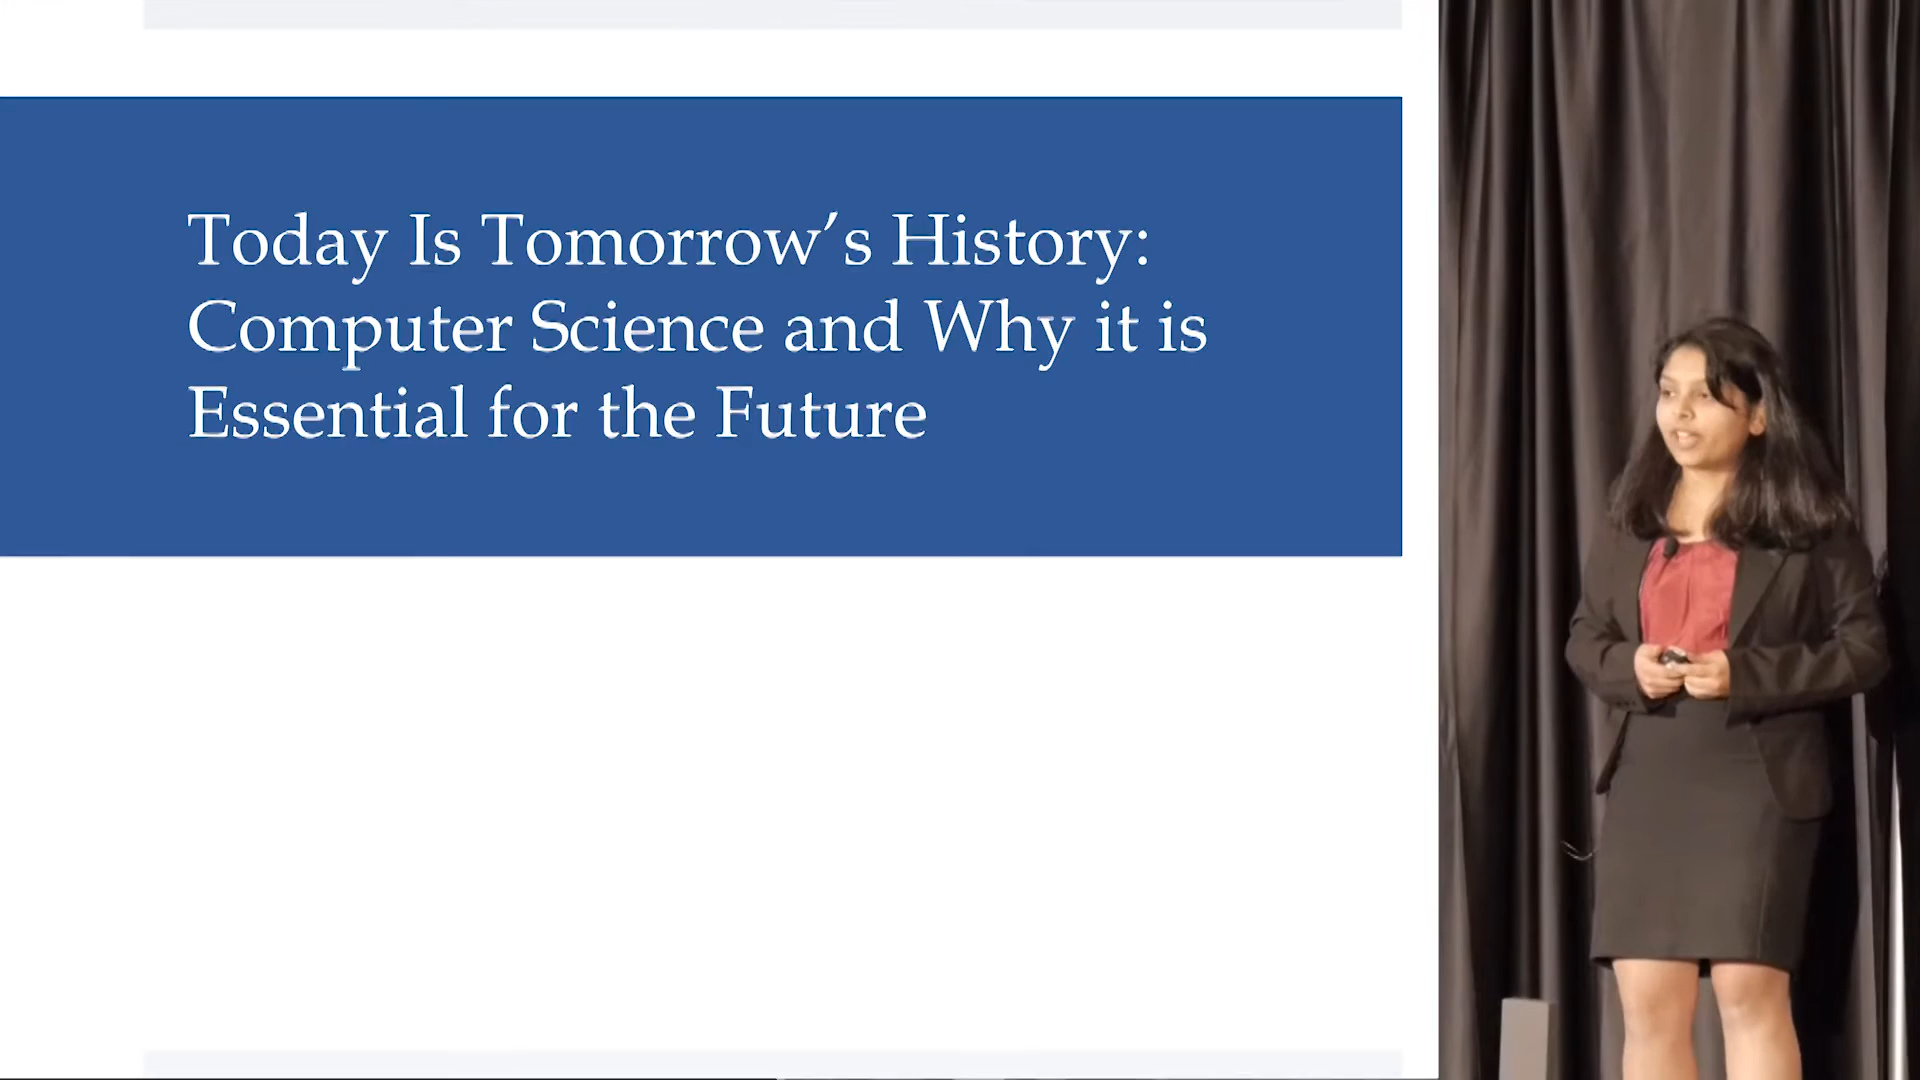 Today Is Tomorrow’s History:
Computer Science and Why it is
Essential for the Future